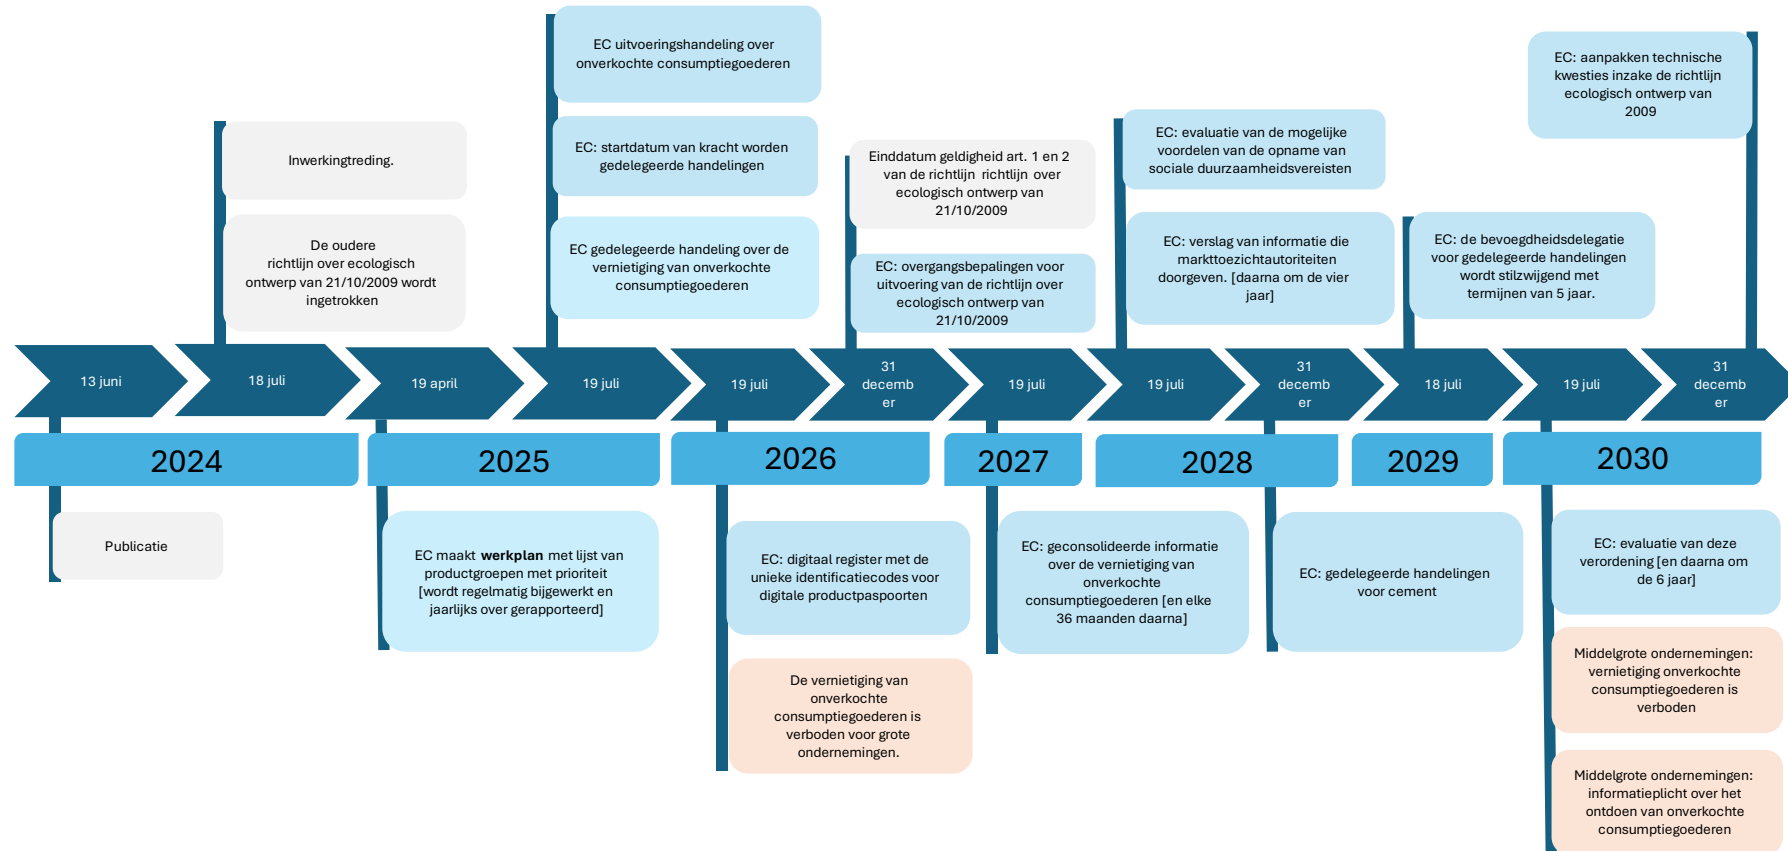 EC uitvoeringshandeling over
onverkochte consumptiegoederen
EC: startdatum van kracht worden
gedelegeerde handelingen
EC gedelegeerde handeling over de
vernietiging van onverkochte
consumptiegoederen
Inwerkingtreding.
De oudere
richtlijn over ecologisch
ontwerp van 21/10/2009 wordt
ingetrokken
Einddatum geldigheid art. 1 en 2
van de richtlijn richtlijn over
ecologisch ontwerp van
21/10/2009
EC: overgangsbepalingen voor
uitvoering van de richtlijn over
ecologisch ontwerp van
21/10/2009
EC: evaluatie van de mogelijke
voordelen van de opname van
sociale duurzaamheidsvereisten
EC: verslag van informatie die
markttoezichtautoriteiten
doorgeven. [daarna om de vier
jaar]
EC: de bevoegdheidsdelegatie
voor gedelegeerde handelingen
wordt stilzwijgend met
termijnen van 5 jaar.
EC: aanpakken technische
kwesties inzake de richtlijn
ecologisch ontwerp van
2009
13 juni
18 juli
19 april
19 juli
19 juli
31
decemb
er
19 juli
19 juli
31
decemb
er
18 juli
19 juli
31
decemb
er
2024
2025
2026
2027
2028
2029
2030
Publicatie
EC maakt werkplan met lijst van
productgroepen met prioriteit
[wordt regelmatig bijgewerkt en
jaarlijks over gerapporteerd]
EC: digitaal register met de
unieke identificatiecodes voor
digitale productpaspoorten
De vernietiging van
onverkochte
consumptiegoederen is
verboden voor grote
ondernemingen.
EC: geconsolideerde informatie
over de vernietiging van
onverkochte
consumptiegoederen [en elke
36 maanden daarna]
EC: gedelegeerde handelingen
voor cement
EC: evaluatie van deze
verordening [en daarna om
de 6 jaar]
Middelgrote ondernemingen:
vernietiging onverkochte
consumptiegoederen is
verboden
Middelgrote ondernemingen:
informatieplicht over het
ontdoen van onverkochte
consumptiegoederen